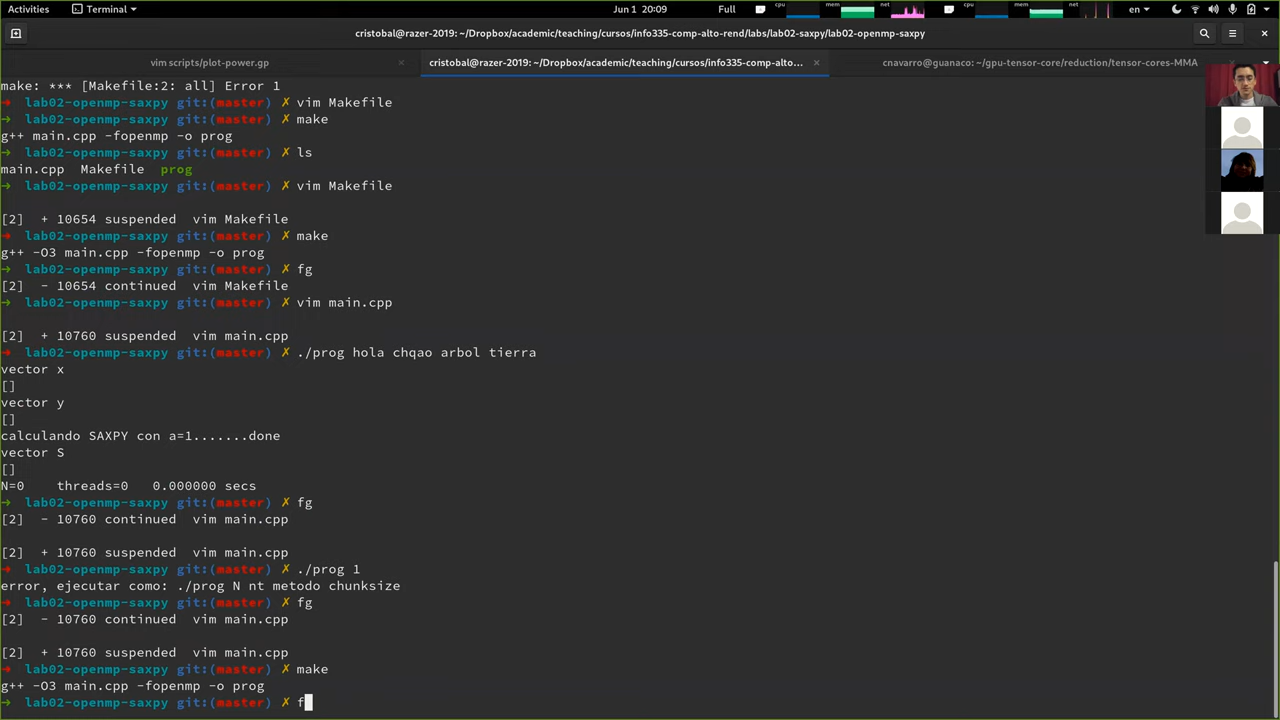 Activities Terminal Jun 1 20:09 Full cpu mem net cpu mem net en
cristobal@razer-2019: ~/Dropbox/academic/teaching/cursos/info335-comp-alto-rend/labs/lab02-saxpy/lab02-openmp-saxpy
vim scripts/plot-power.gp × cristobal@razer-2019: ~/Dropbox/academic/teaching/cursos/info335-comp-alto... × cnavarro@guanaco: ~/gpu-tensor-core/reduction/tensor-cores-MMA
make: *** [Makefile:2: all] Error 1
→ lab02-openmp-saxpy git:(master) ✗ vim Makefile
→ lab02-openmp-saxpy git:(master) ✗ make
g++ main.cpp -fopenmp -o prog
→ lab02-openmp-saxpy git:(master) ✗ ls
main.cpp Makefile prog
→ lab02-openmp-saxpy git:(master) ✗ vim Makefile
[2] + 10654 suspended vim Makefile
→ lab02-openmp-saxpy git:(master) ✗ make
g++ -O3 main.cpp -fopenmp -o prog
→ lab02-openmp-saxpy git:(master) ✗ fg
[2] - 10654 continued vim Makefile
→ lab02-openmp-saxpy git:(master) ✗ vim main.cpp
[2] + 10760 suspended vim main.cpp
→ lab02-openmp-saxpy git:(master) ✗ ./prog hola chqao arbol tierra
vector x
[]
vector y
[]
calculando SAXPY con a=1.......done
vector S
[]
N=0 threads=0 0.000000 secs
→ lab02-openmp-saxpy git:(master) ✗ fg
[2] - 10760 continued vim main.cpp
[2] + 10760 suspended vim main.cpp
→ lab02-openmp-saxpy git:(master) ✗ ./prog 1
error, ejecutar como: ./prog N nt metodo chunksize
→ lab02-openmp-saxpy git:(master) ✗ fg
[2] - 10760 continued vim main.cpp
[2] + 10760 suspended vim main.cpp
→ lab02-openmp-saxpy git:(master) ✗ make
g++ -O3 main.cpp -fopenmp -o prog
→ lab02-openmp-saxpy git:(master) ✗ f